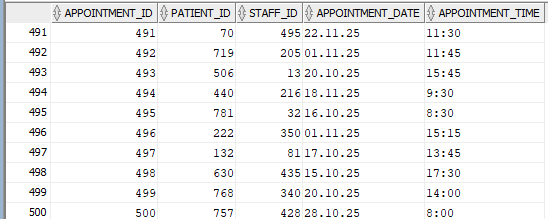 APPOINTMENT_ID PATIENT_ID STAFF_ID APPOINTMENT_DATE APPOINTMENT_TIME
491 491 70 495 22.11.25 11:30
492 492 719 205 01.11.25 11:45
493 493 506 13 20.10.25 15:45
494 494 440 216 18.11.25 9:30
495 495 781 32 16.10.25 8:30
496 496 222 350 01.11.25 15:15
497 497 132 81 17.10.25 13:45
498 498 630 435 15.10.25 17:30
499 499 768 340 20.10.25 14:00
500 500 757 428 28.10.25 8:00